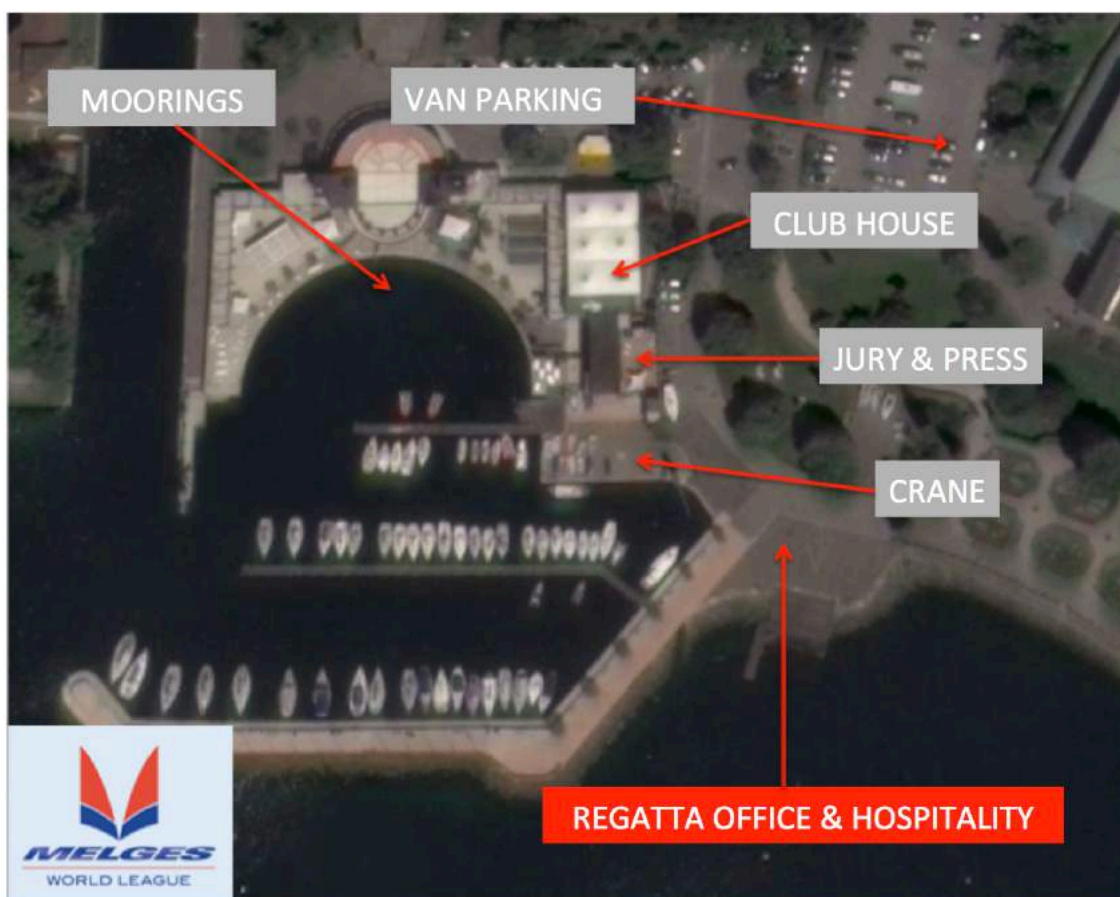 MOORINGS
VAN PARKING
CLUB HOUSE
JURY & PRESS
CRANE
REGATTA OFFICE & HOSPITALITY
MELGES
WORLD LEAGUE